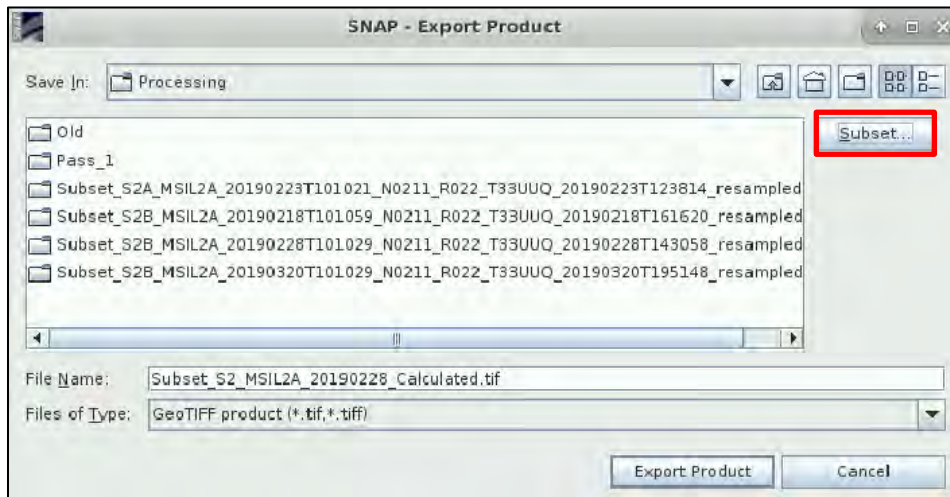 SNAP - Export Product
Save In: Processing
Subset...
Old
Pass_1
Subset_S2A_MSIL2A_20190223T101021_N0211_R022_T33UUQ_20190223T123814_resampled
Subset_S2B_MSIL2A_20190218T101059_N0211_R022_T33UUQ_20190218T161620_resampled
Subset_S2B_MSIL2A_20190228T101029_N0211_R022_T33UUQ_20190228T143058_resampled
Subset_S2B_MSIL2A_20190320T101029_N0211_R022_T33UUQ_20190320T195148_resampled
File Name: Subset_S2_MSIL2A_20190228_Calculated.tif
Files of Type: GeoTIFF product (*.tif,*.tiff)
Export Product Cancel